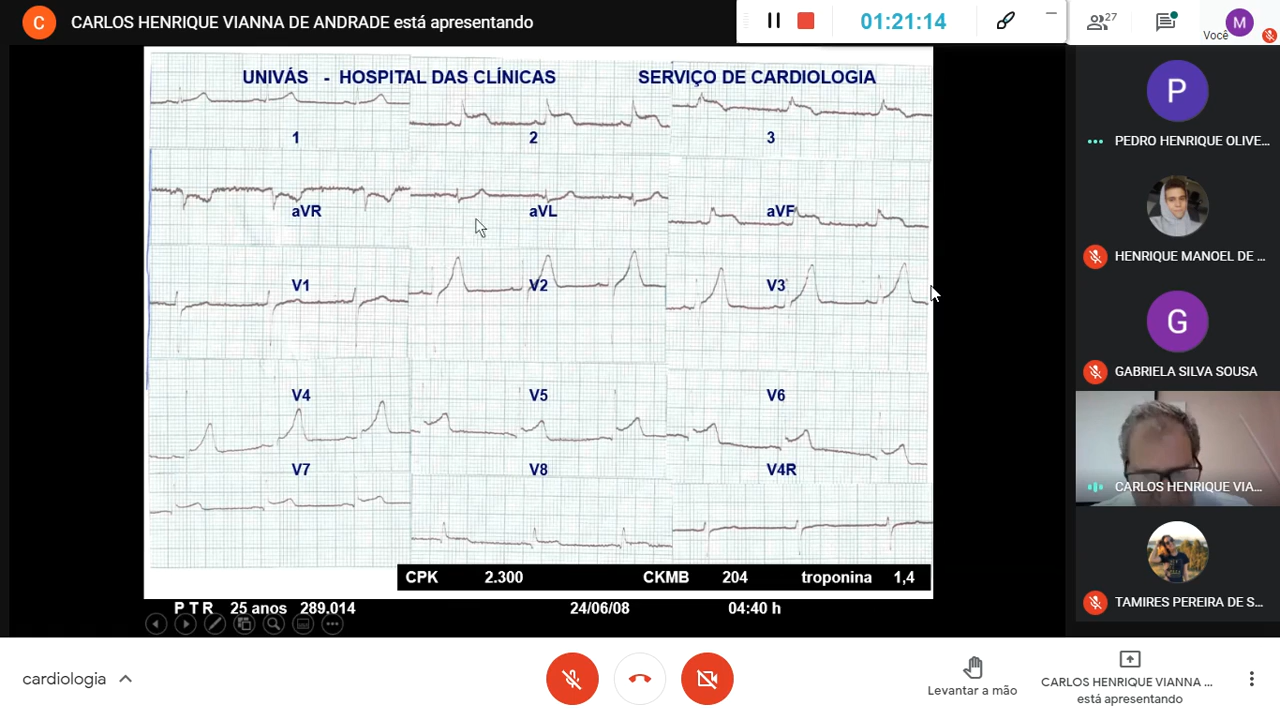 C CARLOS HENRIQUE VIANNA DE ANDRADE está apresentando
01:21:14
27
Você
M
UNIVÁS - HOSPITAL DAS CLÍNICAS SERVIÇO DE CARDIOLOGIA
1 2 3
aVR aVL aVF
V1 V2 V3
V4 V5 V6
V7 V8 V4R
CPK 2.300 CKMB 204 troponina 1,4
P T R 25 anos 289.014 24/06/08 04:40 h
P
PEDRO HENRIQUE OLIVE...
HENRIQUE MANOEL DE ...
G
GABRIELA SILVA SOUSA
CARLOS HENRIQUE VIA...
TAMIRES PEREIRA DE S...
cardiologia
Levantar a mão
CARLOS HENRIQUE VIANNA ...
está apresentando